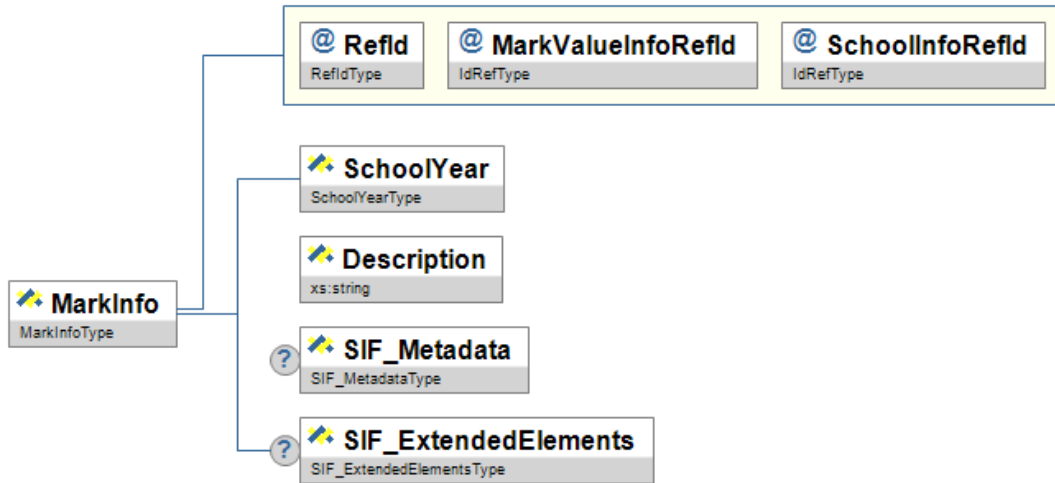 @ RefId
RefIdType
@ MarkValueInfoRefId
IdRefType
@ SchoolInfoRefId
IdRefType
SchoolYear
SchoolYearType
Description
xs:string
MarkInfo
MarkInfoType
? SIF_Metadata
SIF_MetadataType
? SIF_ExtendedElements
SIF_ExtendedElementsType